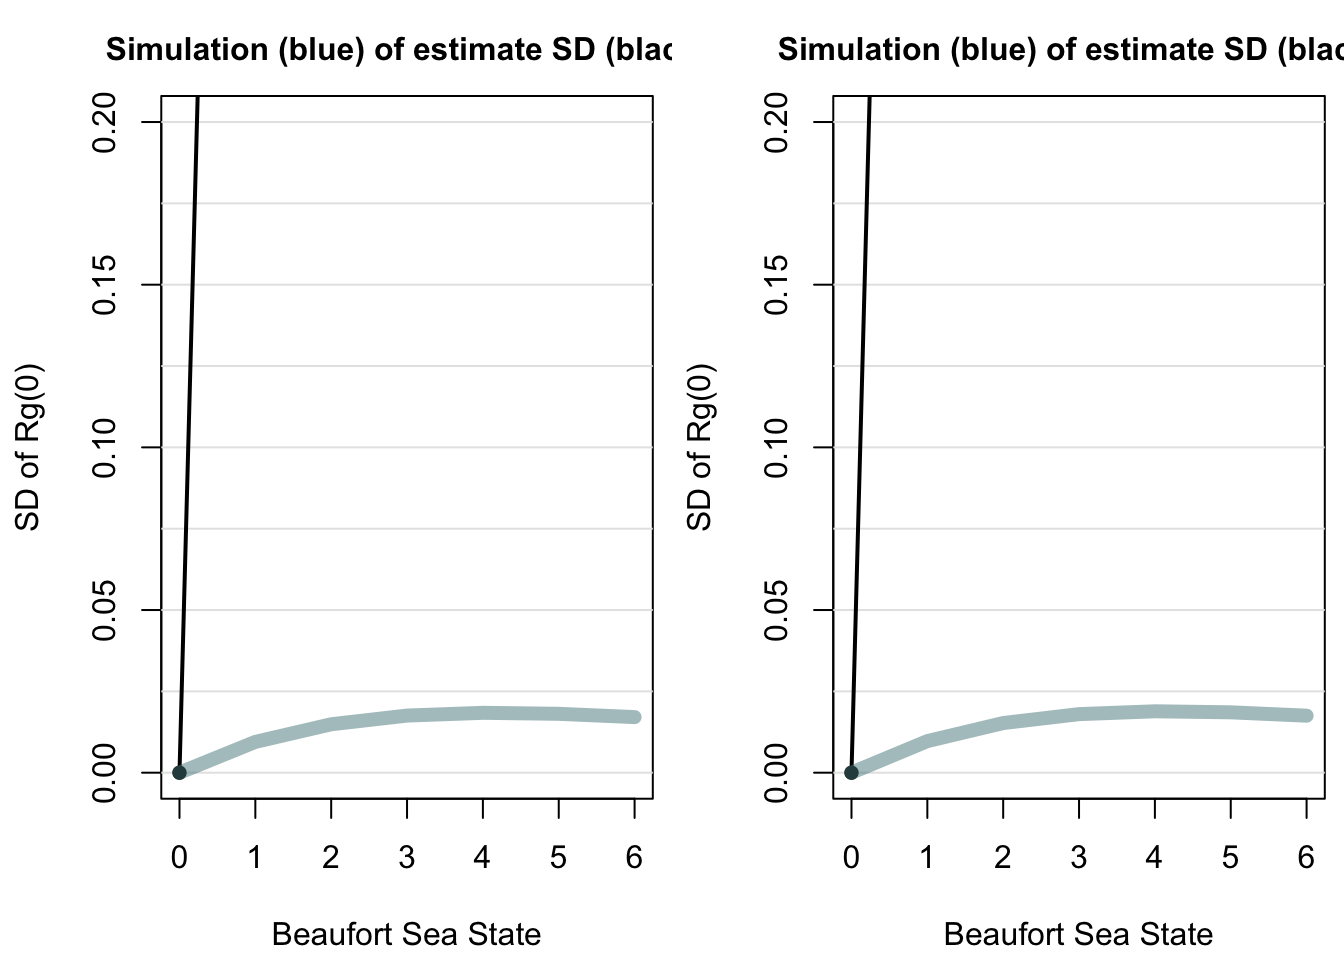 Simulation (blue) of estimate SD (blac
SD of Rg(0)
0.20
0.15
0.10
0.05
0.00
0 1 2 3 4 5 6
Beaufort Sea State
Simulation (blue) of estimate SD (blac
SD of Rg(0)
0.20
0.15
0.10
0.05
0.00
0 1 2 3 4 5 6
Beaufort Sea State